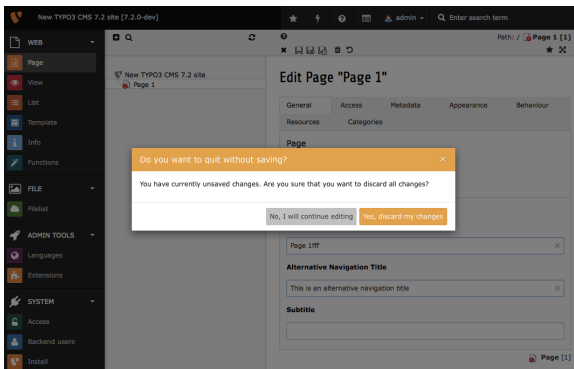 New TYPO3 CMS 7.2 site [7.2.0-dev]
admin
Enter search term
WEB
Page
View
List
Template
Info
Functions
FILE
Filelist
ADMIN TOOLS
Languages
Extensions
SYSTEM
Access
Backend users
Install
New TYPO3 CMS 7.2 site
Page 1
Path: / Page 1 [1]
Edit Page "Page 1"
General Access Metadata Appearance Behaviour
Resources Categories
Page
Do you want to quit without saving?
You have currently unsaved changes. Are you sure that you want to discard all changes?
No, I will continue editing Yes, discard my changes
Page 1fff
Alternative Navigation Title
This is an alternative navigation title
Subtitle
Page [1]